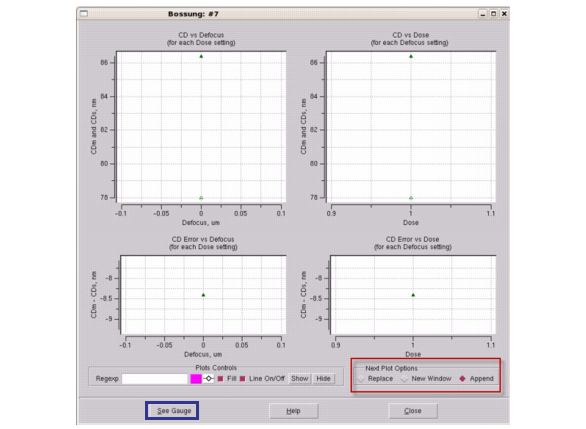 Bossung: #7
CD vs Defocus
(for each Dose setting)
CD vs Dose
(for each Defocus setting)
CDm and CDs, nm
86
84
82
80
78
-0.1 -0.05 0 0.05 0.1
Defocus, um
CDm and CDs, nm
86
84
82
80
78
0.9 1 1.1
Dose
CD Error vs Defocus
(for each Dose setting)
CD Error vs Dose
(for each Defocus setting)
CDm - CDs, nm
-8
-8.5
-9
-0.1 -0.05 0 0.05 0.1
Defocus, um
CDm - CDs, nm
-8
-8.5
-9
0.9 1 1.1
Dose
Plots Controls
Regexp Fill Line On/Off Show Hide
Next Plot Options
Replace New Window Append
See Gauge Help Close